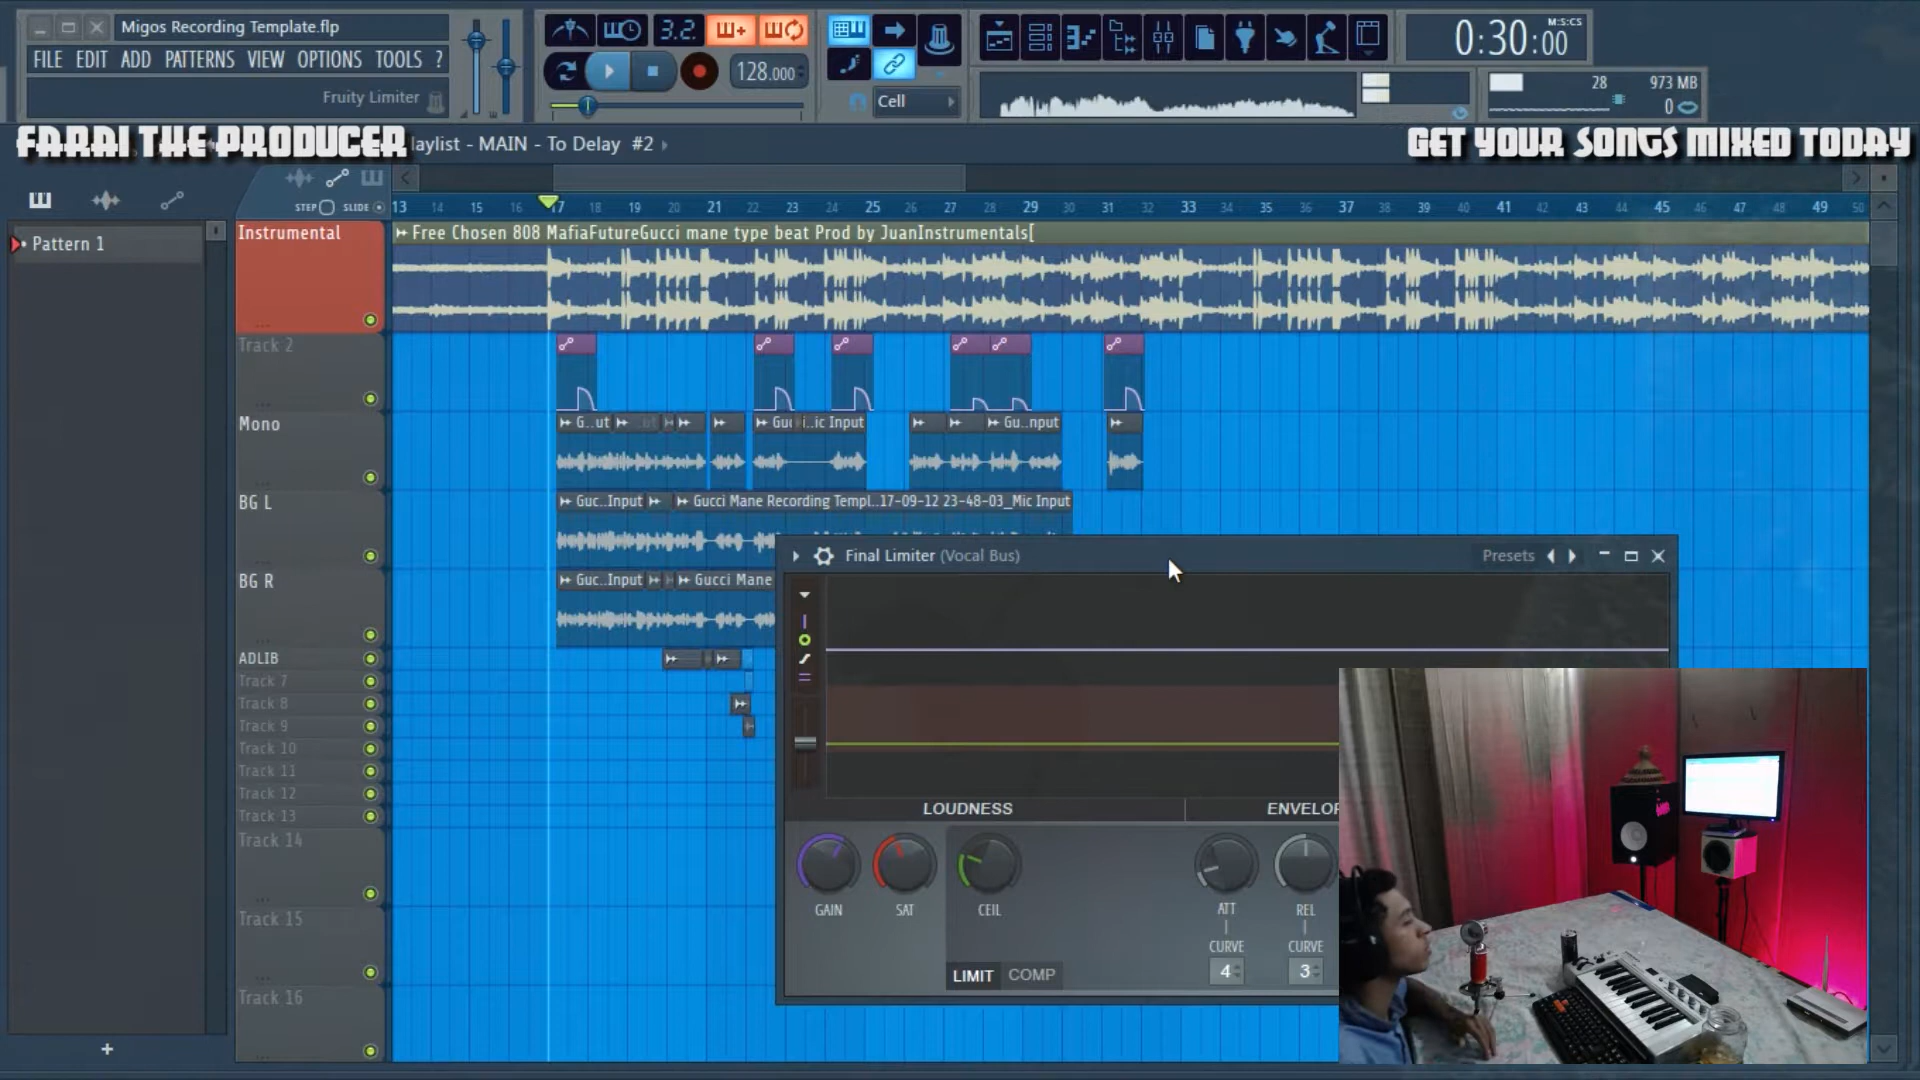 Migos Recording Template.flp
FILE EDIT ADD PATTERNS VIEW OPTIONS TOOLS ?
Fruity Limiter
3.2.
128.000
Cell
0:30:00
M:S:CS
28
973 MB
0
FARAI THE PRODUCER
aylist - MAIN - To Delay #2
GET YOUR SONGS MIXED TODAY
STEP SLIDE
13 14 15 16 17 18 19 20 21 22 23 24 25 26 27 28 29 30 31 32 33 34 35 36 37 38 39 40 41 42 43 44 45 46 47 48 49 50
Pattern 1
Instrumental
Free Chosen 808 MafiaFutureGucci mane type beat Prod by JuanInstrumentals[
Track 2
Mono
G..ut
Guc
i..ic Input
Gu..nput
BG L
Guc..Input
Gucci Mane Recording Templ..17-09-12 23-48-03_Mic Input
BG R
Guc..Input
Gucci Mane
ADLIB
Track 7
Track 8
Track 9
Track 10
Track 11
Track 12
Track 13
Track 14
Track 15
Track 16
Final Limiter (Vocal Bus)
Presets
LOUDNESS
ENVELOP
GAIN
SAT
CEIL
ATT
REL
CURVE
CURVE
4
3
LIMIT COMP